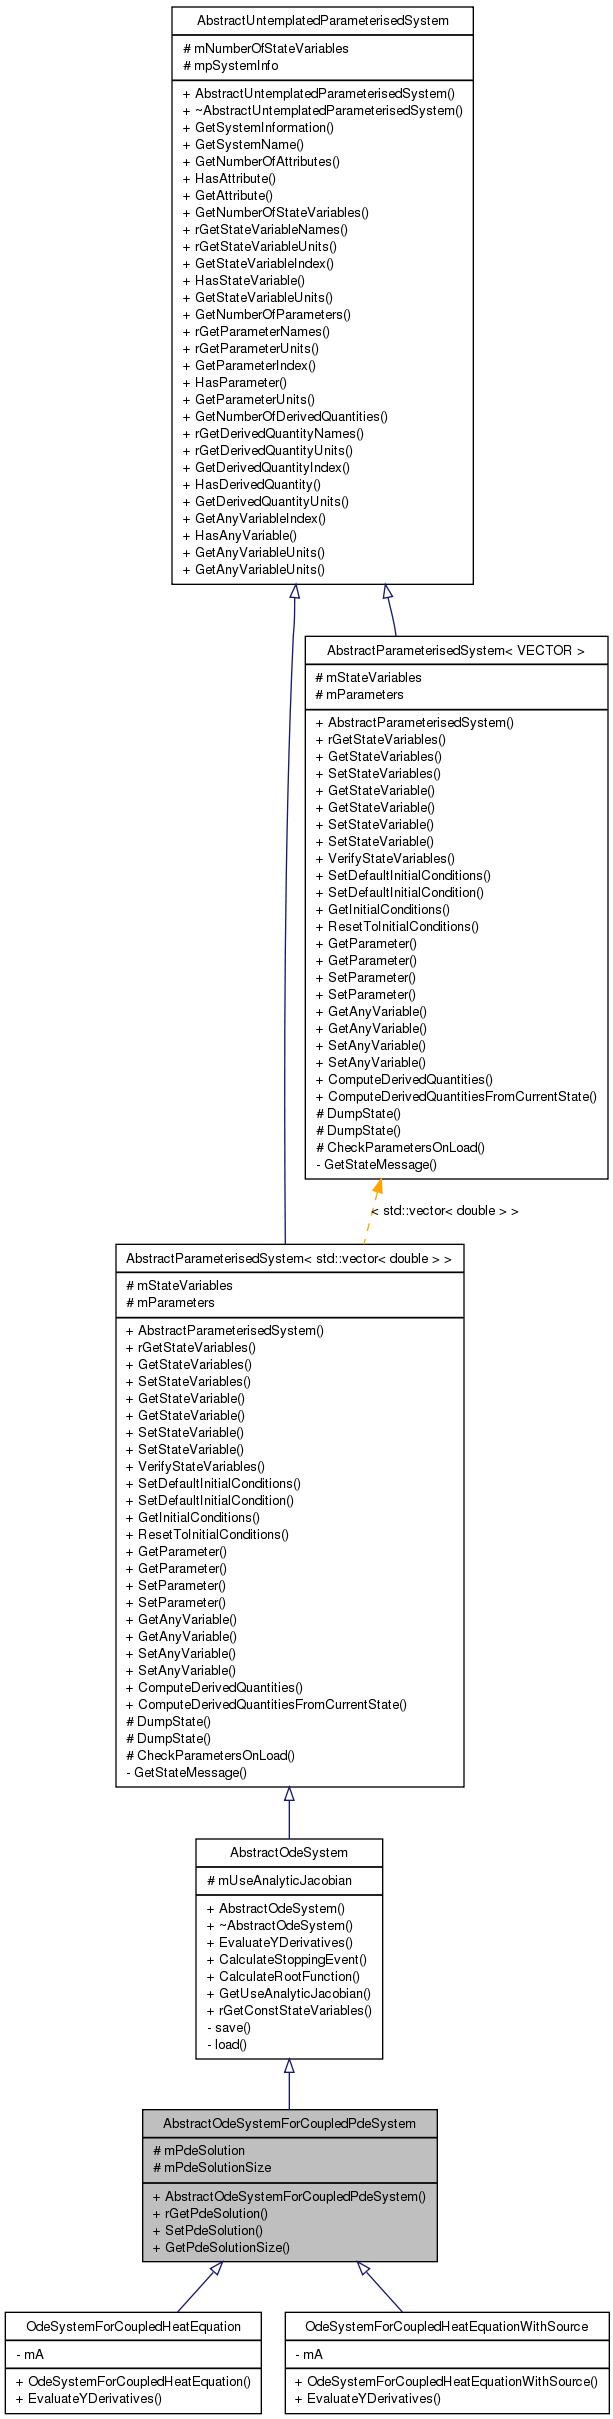 AbstractUntemplatedParameterisedSystem
# mNumberOfStateVariables
# mpSystemInfo
+ AbstractUntemplatedParameterisedSystem()
+ ~AbstractUntemplatedParameterisedSystem()
+ GetSystemInformation()
+ GetSystemName()
+ GetNumberOfAttributes()
+ HasAttribute()
+ GetAttribute()
+ GetNumberOfStateVariables()
+ rGetStateVariableNames()
+ rGetStateVariableUnits()
+ GetStateVariableIndex()
+ HasStateVariable()
+ GetStateVariableUnits()
+ GetNumberOfParameters()
+ rGetParameterNames()
+ rGetParameterUnits()
+ GetParameterIndex()
+ HasParameter()
+ GetParameterUnits()
+ GetNumberOfDerivedQuantities()
+ rGetDerivedQuantityNames()
+ rGetDerivedQuantityUnits()
+ GetDerivedQuantityIndex()
+ HasDerivedQuantity()
+ GetDerivedQuantityUnits()
+ GetAnyVariableIndex()
+ HasAnyVariable()
+ GetAnyVariableUnits()
+ GetAnyVariableUnits()
AbstractParameterisedSystem< VECTOR >
# mStateVariables
# mParameters
+ AbstractParameterisedSystem()
+ rGetStateVariables()
+ GetStateVariables()
+ SetStateVariables()
+ GetStateVariable()
+ GetStateVariable()
+ SetStateVariable()
+ SetStateVariable()
+ VerifyStateVariables()
+ SetDefaultInitialConditions()
+ SetDefaultInitialCondition()
+ GetInitialConditions()
+ ResetToInitialConditions()
+ GetParameter()
+ GetParameter()
+ SetParameter()
+ SetParameter()
+ GetAnyVariable()
+ GetAnyVariable()
+ SetAnyVariable()
+ SetAnyVariable()
+ ComputeDerivedQuantities()
+ ComputeDerivedQuantitiesFromCurrentState()
# DumpState()
# DumpState()
# CheckParametersOnLoad()
- GetStateMessage()
< std::vector< double > >
AbstractParameterisedSystem< std::vector< double > >
# mStateVariables
# mParameters
+ AbstractParameterisedSystem()
+ rGetStateVariables()
+ GetStateVariables()
+ SetStateVariables()
+ GetStateVariable()
+ GetStateVariable()
+ SetStateVariable()
+ SetStateVariable()
+ VerifyStateVariables()
+ SetDefaultInitialConditions()
+ SetDefaultInitialCondition()
+ GetInitialConditions()
+ ResetToInitialConditions()
+ GetParameter()
+ GetParameter()
+ SetParameter()
+ SetParameter()
+ GetAnyVariable()
+ GetAnyVariable()
+ SetAnyVariable()
+ SetAnyVariable()
+ ComputeDerivedQuantities()
+ ComputeDerivedQuantitiesFromCurrentState()
# DumpState()
# DumpState()
# CheckParametersOnLoad()
- GetStateMessage()
AbstractOdeSystem
# mUseAnalyticJacobian
+ AbstractOdeSystem()
+ ~AbstractOdeSystem()
+ EvaluateYDerivatives()
+ CalculateStoppingEvent()
+ CalculateRootFunction()
+ GetUseAnalyticJacobian()
+ rGetConstStateVariables()
- save()
- load()
AbstractOdeSystemForCoupledPdeSystem
# mPdeSolution
# mPdeSolutionSize
+ AbstractOdeSystemForCoupledPdeSystem()
+ rGetPdeSolution()
+ SetPdeSolution()
+ GetPdeSolutionSize()
OdeSystemForCoupledHeatEquation
- mA
+ OdeSystemForCoupledHeatEquation()
+ EvaluateYDerivatives()
OdeSystemForCoupledHeatEquationWithSource
- mA
+ OdeSystemForCoupledHeatEquationWithSource()
+ EvaluateYDerivatives()